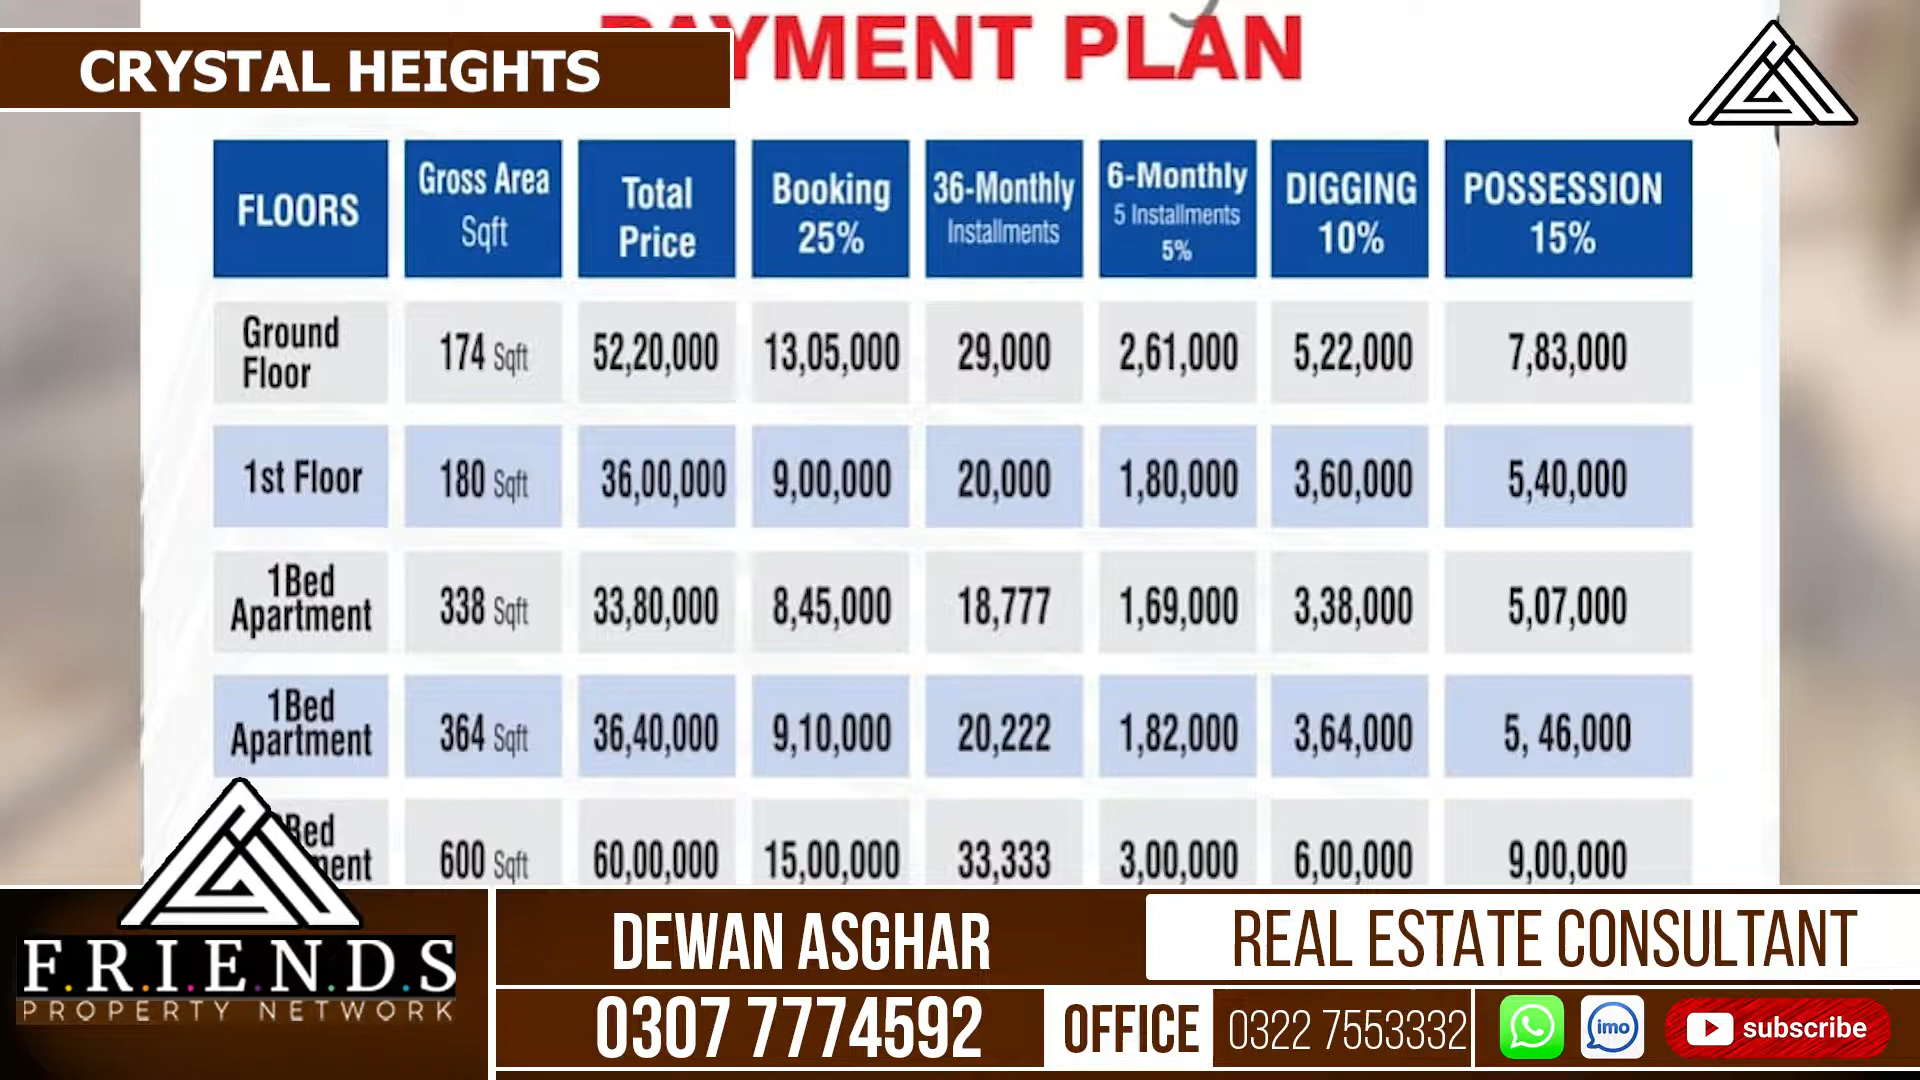 PAYMENT PLAN
CRYSTAL HEIGHTS
FLOORS
Gross Area
Sqft
Total
Price
Booking
25%
36-Monthly
Installments
6-Monthly
5 Installments
5%
DIGGING
10%
POSSESSION
15%
Ground
Floor
174 Sqft
52,20,000
13,05,000
29,000
2,61,000
5,22,000
7,83,000
1st Floor
180 Sqft
36,00,000
9,00,000
20,000
1,80,000
3,60,000
5,40,000
1Bed
Apartment
338 Sqft
33,80,000
8,45,000
18,777
1,69,000
3,38,000
5,07,000
1Bed
Apartment
364 Sqft
36,40,000
9,10,000
20,222
1,82,000
3,64,000
5, 46,000
Bed
600 Sqft
60,00,000
15,00,000
33,333
3,00,000
6,00,000
9,00,000
F.R.I.E.N.D.S
PROPERTY NETWORK
DEWAN ASGHAR
REAL ESTATE CONSULTANT
0307 7774592
OFFICE
0322 7553332
imo
subscribe